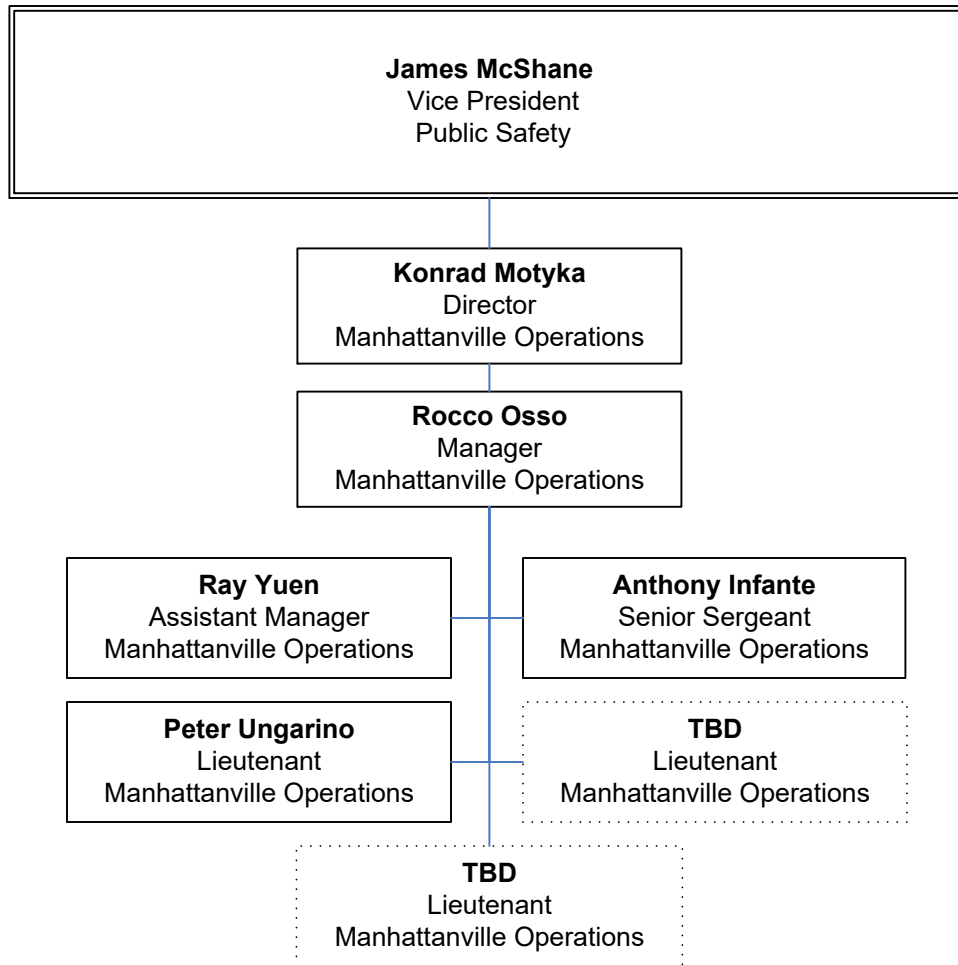 James McShane
Vice President
Public Safety
Konrad Motyka
Director
Manhattanville Operations
Rocco Osso
Manager
Manhattanville Operations
Ray Yuen
Assistant Manager
Manhattanville Operations
Anthony Infante
Senior Sergeant
Manhattanville Operations
Peter Ungarino
Lieutenant
Manhattanville Operations
TBD
Lieutenant
Manhattanville Operations
TBD
Lieutenant
Manhattanville Operations